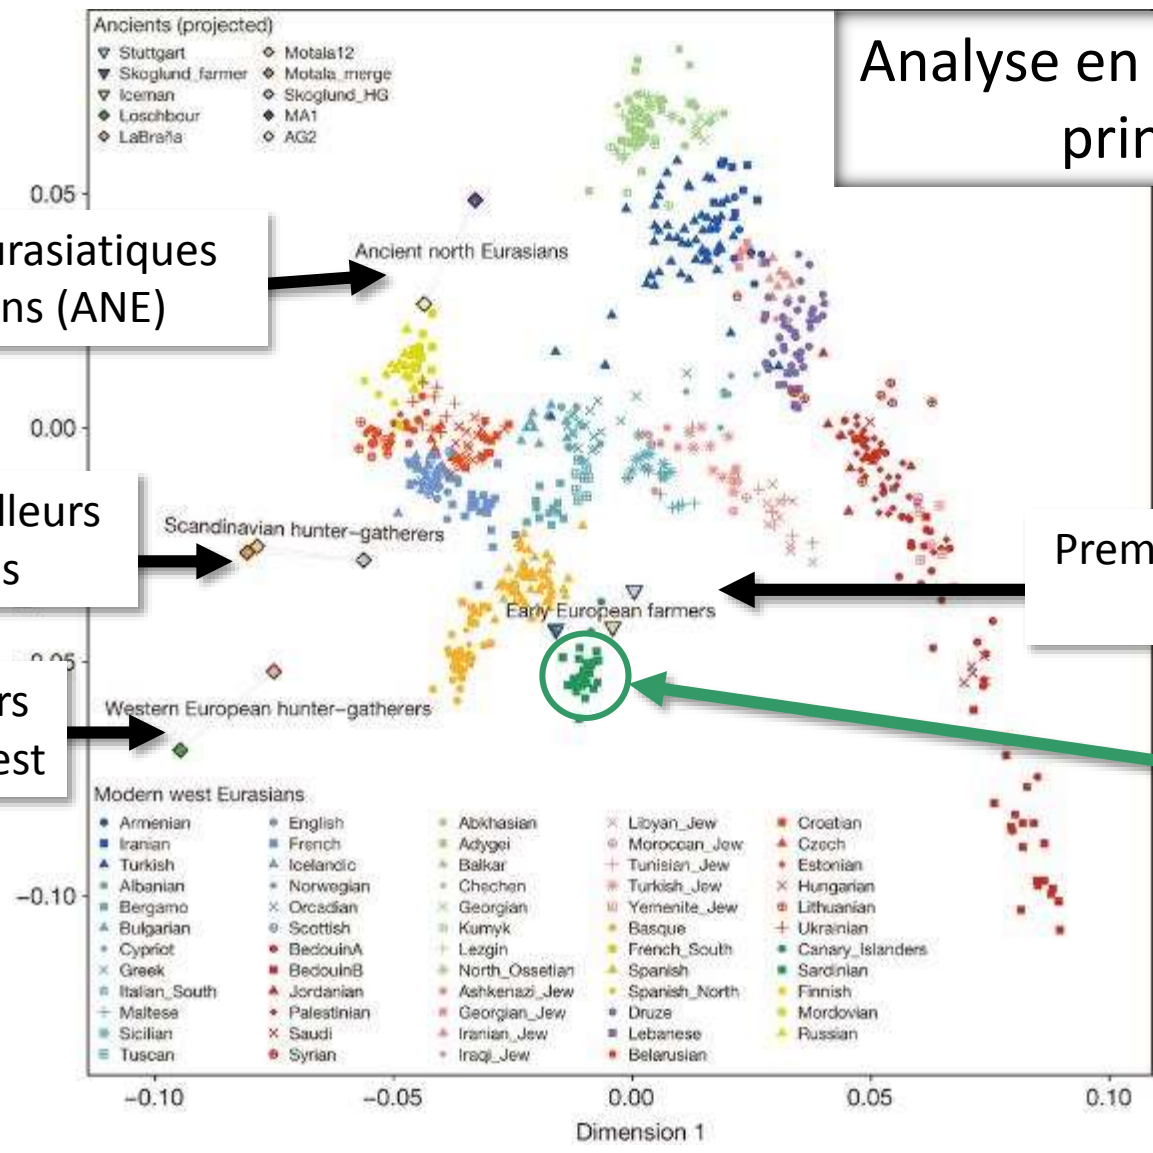 Analyse en
prin
Ancients (projected)
Stuttgart
Skoglund_farmer
Iceman
Loschbour
LaBraña
Motala12
Motala_merge
Skoglund_HG
MA1
AG2
0.05
Ancient north Eurasians
urasiatiques
ns (ANE)
0.00
lleurs
s
Scandinavian hunter-gatherers
Prem
Early European farmers
0.05
rs
est
Western European hunter-gatherers
-0.10
Modern west Eurasians
Armenian
Iranian
Turkish
Albanian
Bergamo
Bulgarian
Cypriot
Greek
Italian_South
Maltese
Sicilian
Tuscan
English
French
Icelandic
Norwegian
Orcadian
Scottish
BedouinA
BedouinB
Jordanian
Palestinian
Saudi
Syrian
Abkhasian
Adygei
Balkar
Chechen
Georgian
Kumyk
Lezgin
North_Ossetian
Ashkenazi_Jew
Georgian_Jew
Iranian_Jew
Iraqi_Jew
Libyan_Jew
Moroccan_Jew
Tunisian_Jew
Turkish_Jew
Yemenite_Jew
Basque
French_South
Spanish
Spanish_North
Druze
Lebanese
Belarusian
Croatian
Czech
Estonian
Hungarian
Lithuanian
Ukrainian
Canary_Islanders
Sardinian
Finnish
Mordovian
Russian
-0.10
-0.05
0.00
0.05
0.10
Dimension 1